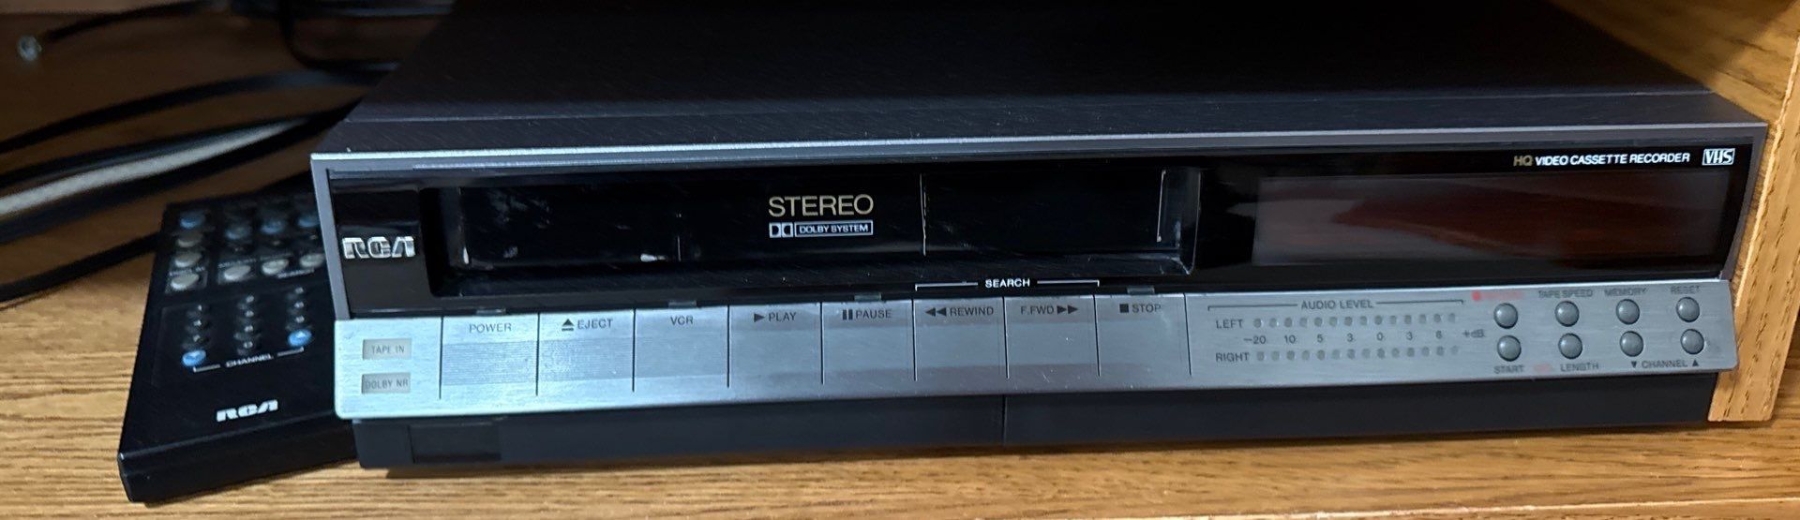 HQ VIDEO CASSETTE RECORDER VHS
STEREO
DOLBY SYSTEM
RCA
SEARCH
POWER
EJECT
VCR
PLAY
PAUSE
REWIND
F.FWD
STOP
TAPE IN
DOLBY NR
AUDIO LEVEL
LEFT
-20 10 5 3 0 3 8 +dB
RIGHT
TAPE SPEED
MEMORY
RESET
START
LENGTH
▼ CHANNEL ▲
CHANNEL
RCA